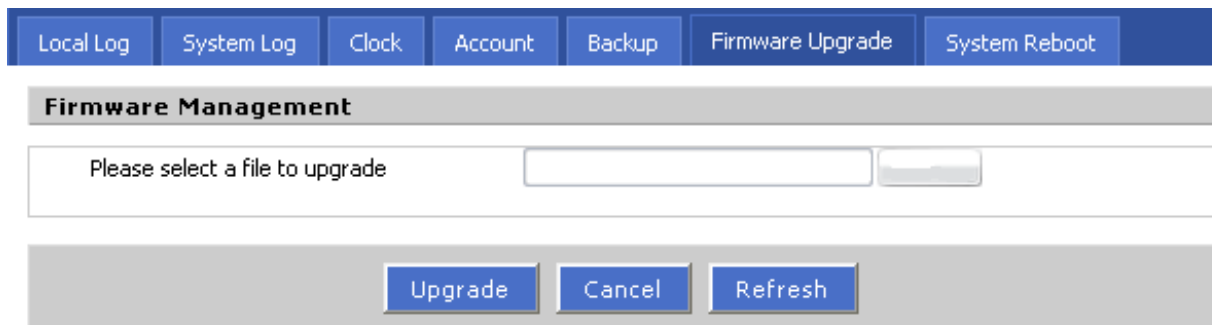 Local Log System Log Clock Account Backup Firmware Upgrade System Reboot
Firmware Management
Please select a file to upgrade
Upgrade Cancel Refresh